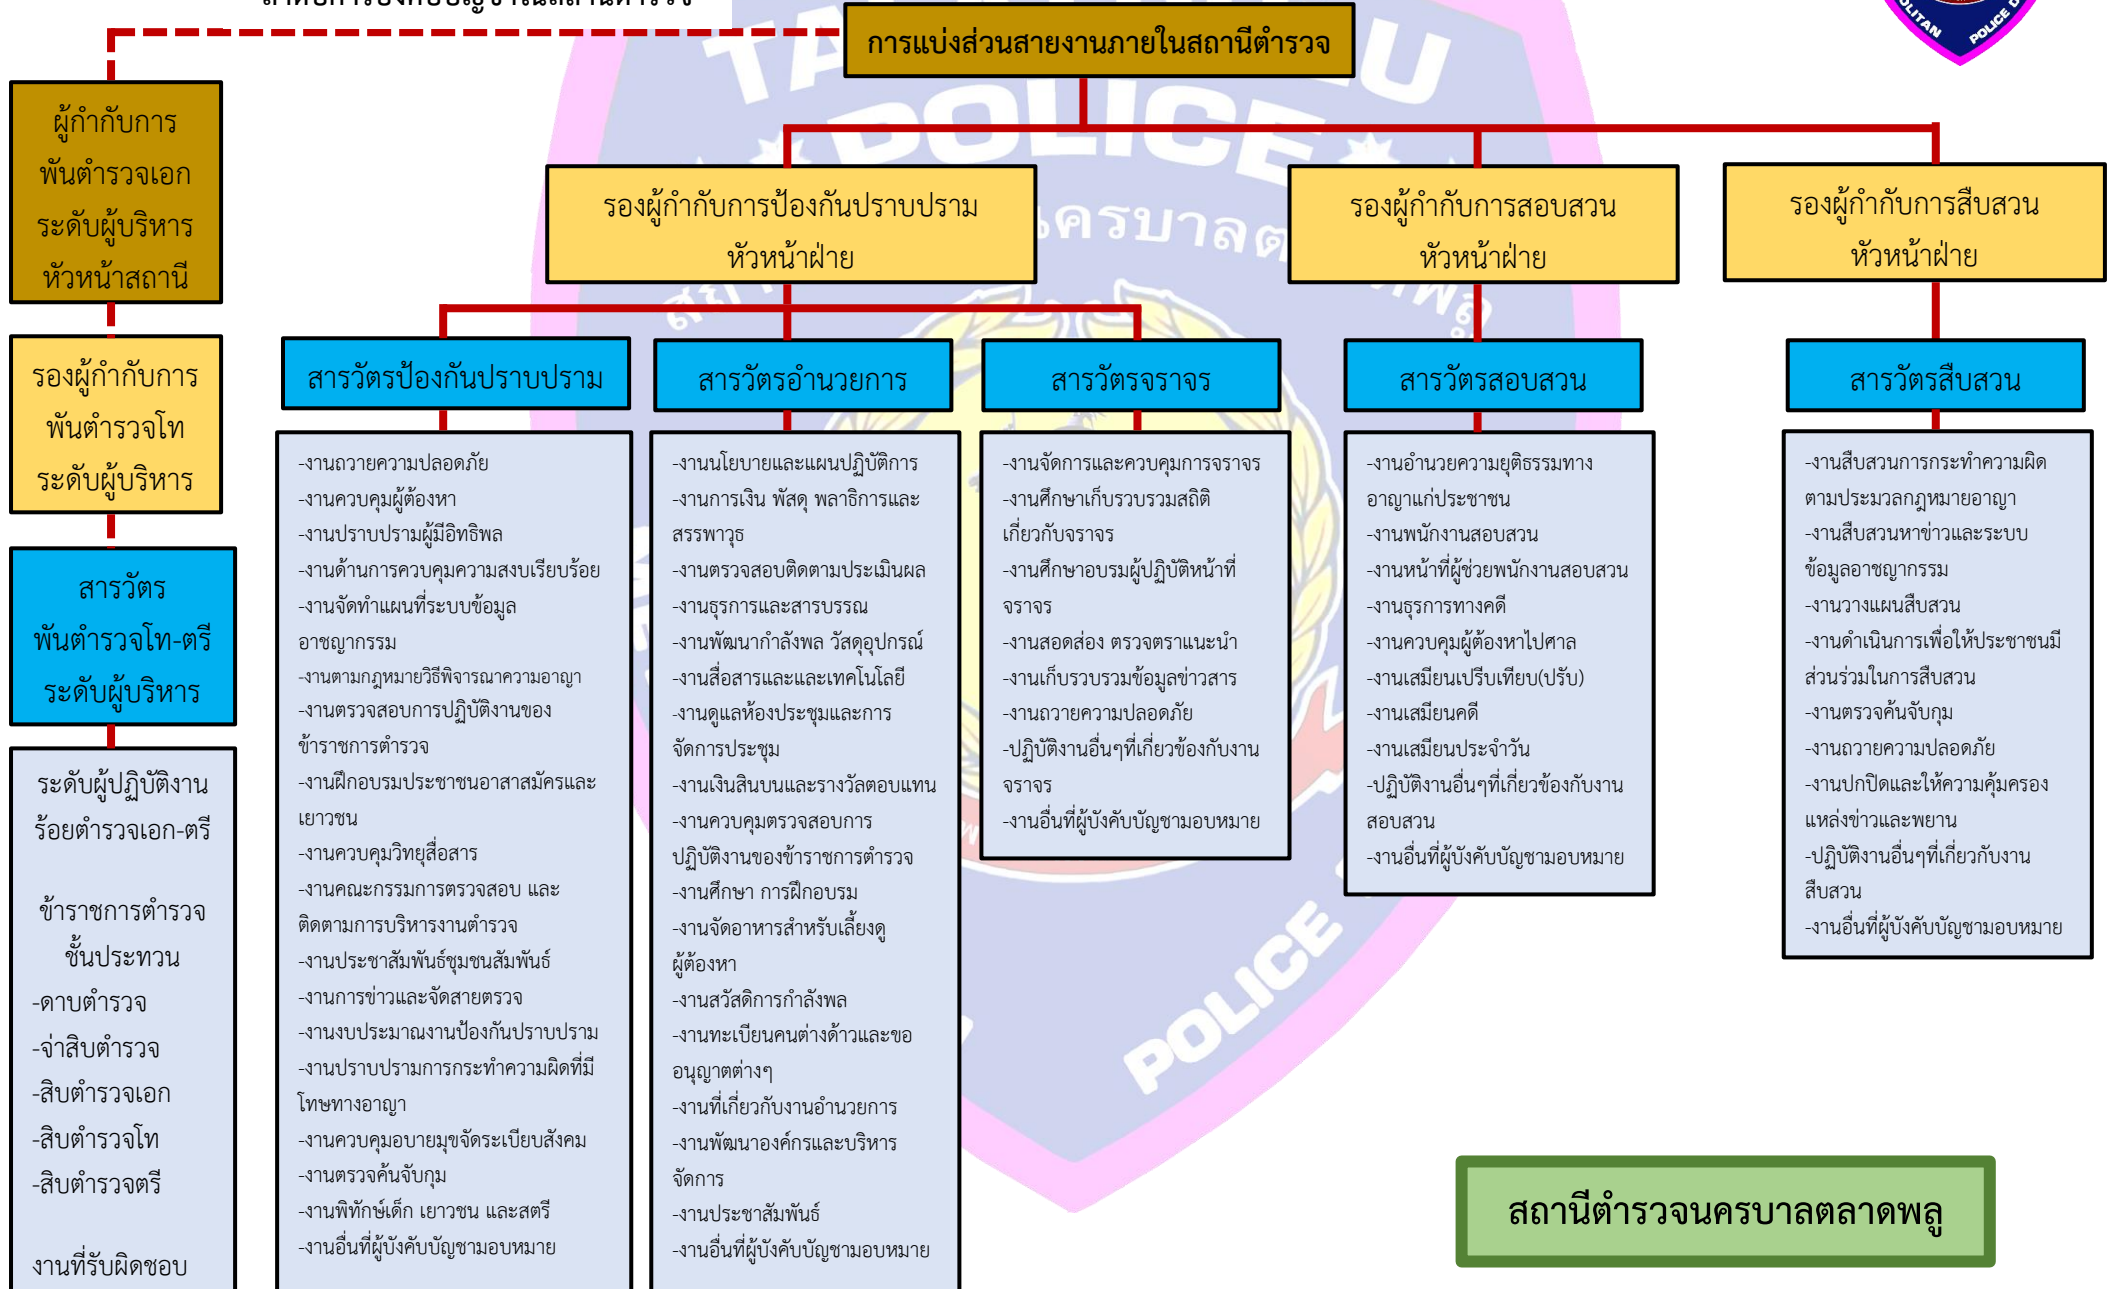 ลำดับการบังคับบัญชาในสถานีตำรวจ
การแบ่งส่วนสายงานภายในสถานีตำรวจ
ผู้กำกับการ
พันตำรวจเอก
ระดับผู้บริหาร
หัวหน้าสถานี
รองผู้กำกับการ
พันตำรวจโท
ระดับผู้บริหาร
สารวัตร
พันตำรวจโท-ตรี
ระดับผู้บริหาร
ระดับผู้ปฏิบัติงาน
ร้อยตำรวจเอก-ตรี
ข้าราชการตำรวจ
ชั้นประทวน
-ดาบตำรวจ
-จ่าสิบตำรวจ
-สิบตำรวจเอก
-สิบตำรวจโท
-สิบตำรวจตรี
งานที่รับผิดชอบ
รองผู้กำกับการป้องกันปราบปราม
หัวหน้าฝ่าย
รองผู้กำกับการสอบสวน
หัวหน้าฝ่าย
รองผู้กำกับการสืบสวน
หัวหน้าฝ่าย
สารวัตรป้องกันปราบปราม
-งานถวายความปลอดภัย
-งานควบคุมผู้ต้องหา
-งานปราบปรามผู้มีอิทธิพล
-งานด้านการควบคุมความสงบเรียบร้อย
-งานจัดทำแผนที่ระบบข้อมูล
อาชญากรรม
-งานตามกฎหมายวิธีพิจารณาความอาญา
-งานตรวจสอบการปฏิบัติงานของ
ข้าราชการตำรวจ
-งานฝึกอบรมประชาชนอาสาสมัครและ
เยาวชน
-งานควบคุมวิทยุสื่อสาร
-งานคณะกรรมการตรวจสอบ และ
ติดตามการบริหารงานตำรวจ
-งานประชาสัมพันธ์ชุมชนสัมพันธ์
-งานการข่าวและจัดสายตรวจ
-งานงบประมาณงานป้องกันปราบปราม
-งานปราบปรามการกระทำความผิดที่มี
โทษทางอาญา
-งานควบคุมอบายมุขจัดระเบียบสังคม
-งานตรวจค้นจับกุม
-งานพิทักษ์เด็ก เยาวชน และสตรี
-งานอื่นที่ผู้บังคับบัญชามอบหมาย
สารวัตรอำนวยการ
-งานนโยบายและแผนปฏิบัติการ
-งานการเงิน พัสดุ พลาธิการและ
สรรพาวุธ
-งานตรวจสอบติดตามประเมินผล
-งานธุรการและสารบรรณ
-งานพัฒนากำลังพล วัสดุอุปกรณ์
-งานสื่อสารและและเทคโนโลยี
-งานดูแลห้องประชุมและการ
จัดการประชุม
-งานเงินสินบนและรางวัลตอบแทน
-งานควบคุมตรวจสอบการ
ปฏิบัติงานของข้าราชการตำรวจ
-งานศึกษา การฝึกอบรม
-งานจัดอาหารสำหรับเลี้ยงดู
ผู้ต้องหา
-งานสวัสดิการกำลังพล
-งานทะเบียนคนต่างด้าวและขอ
อนุญาตต่างๆ
-งานที่เกี่ยวกับงานอำนวยการ
-งานพัฒนาองค์กรและบริหาร
จัดการ
-งานประชาสัมพันธ์
-งานอื่นที่ผู้บังคับบัญชามอบหมาย
สารวัตรจราจร
-งานจัดการและควบคุมการจราจร
-งานศึกษาเก็บรวบรวมสถิติ
เกี่ยวกับจราจร
-งานศึกษาอบรมผู้ปฏิบัติหน้าที่
จราจร
-งานสอดส่อง ตรวจตราแนะนำ
-งานเก็บรวบรวมข้อมูลข่าวสาร
-งานถวายความปลอดภัย
-ปฏิบัติงานอื่นๆที่เกี่ยวข้องกับงาน
จราจร
-งานอื่นที่ผู้บังคับบัญชามอบหมาย
สารวัตรสอบสวน
-งานอำนวยความยุติธรรมทาง
อาญาแก่ประชาชน
-งานพนักงานสอบสวน
-งานหน้าที่ผู้ช่วยพนักงานสอบสวน
-งานธุรการทางคดี
-งานควบคุมผู้ต้องหาไปศาล
-งานเสมียนเปรียบเทียบ(ปรับ)
-งานเสมียนคดี
-งานเสมียนประจำวัน
-ปฏิบัติงานอื่นๆที่เกี่ยวข้องกับงาน
สอบสวน
-งานอื่นที่ผู้บังคับบัญชามอบหมาย
สารวัตรสืบสวน
-งานสืบสวนการกระทำความผิด
ตามประมวลกฎหมายอาญา
-งานสืบสวนหาข่าวและระบบ
ข้อมูลอาชญากรรม
-งานวางแผนสืบสวน
-งานดำเนินการเพื่อให้ประชาชนมี
ส่วนร่วมในการสืบสวน
-งานตรวจค้นจับกุม
-งานถวายความปลอดภัย
-งานปกปิดและให้ความคุ้มครอง
แหล่งข่าวและพยาน
-ปฏิบัติงานอื่นๆที่เกี่ยวกับงาน
สืบสวน
-งานอื่นที่ผู้บังคับบัญชามอบหมาย
สถานีตำรวจนครบาลตลาดพลู
POLICE
POLICE